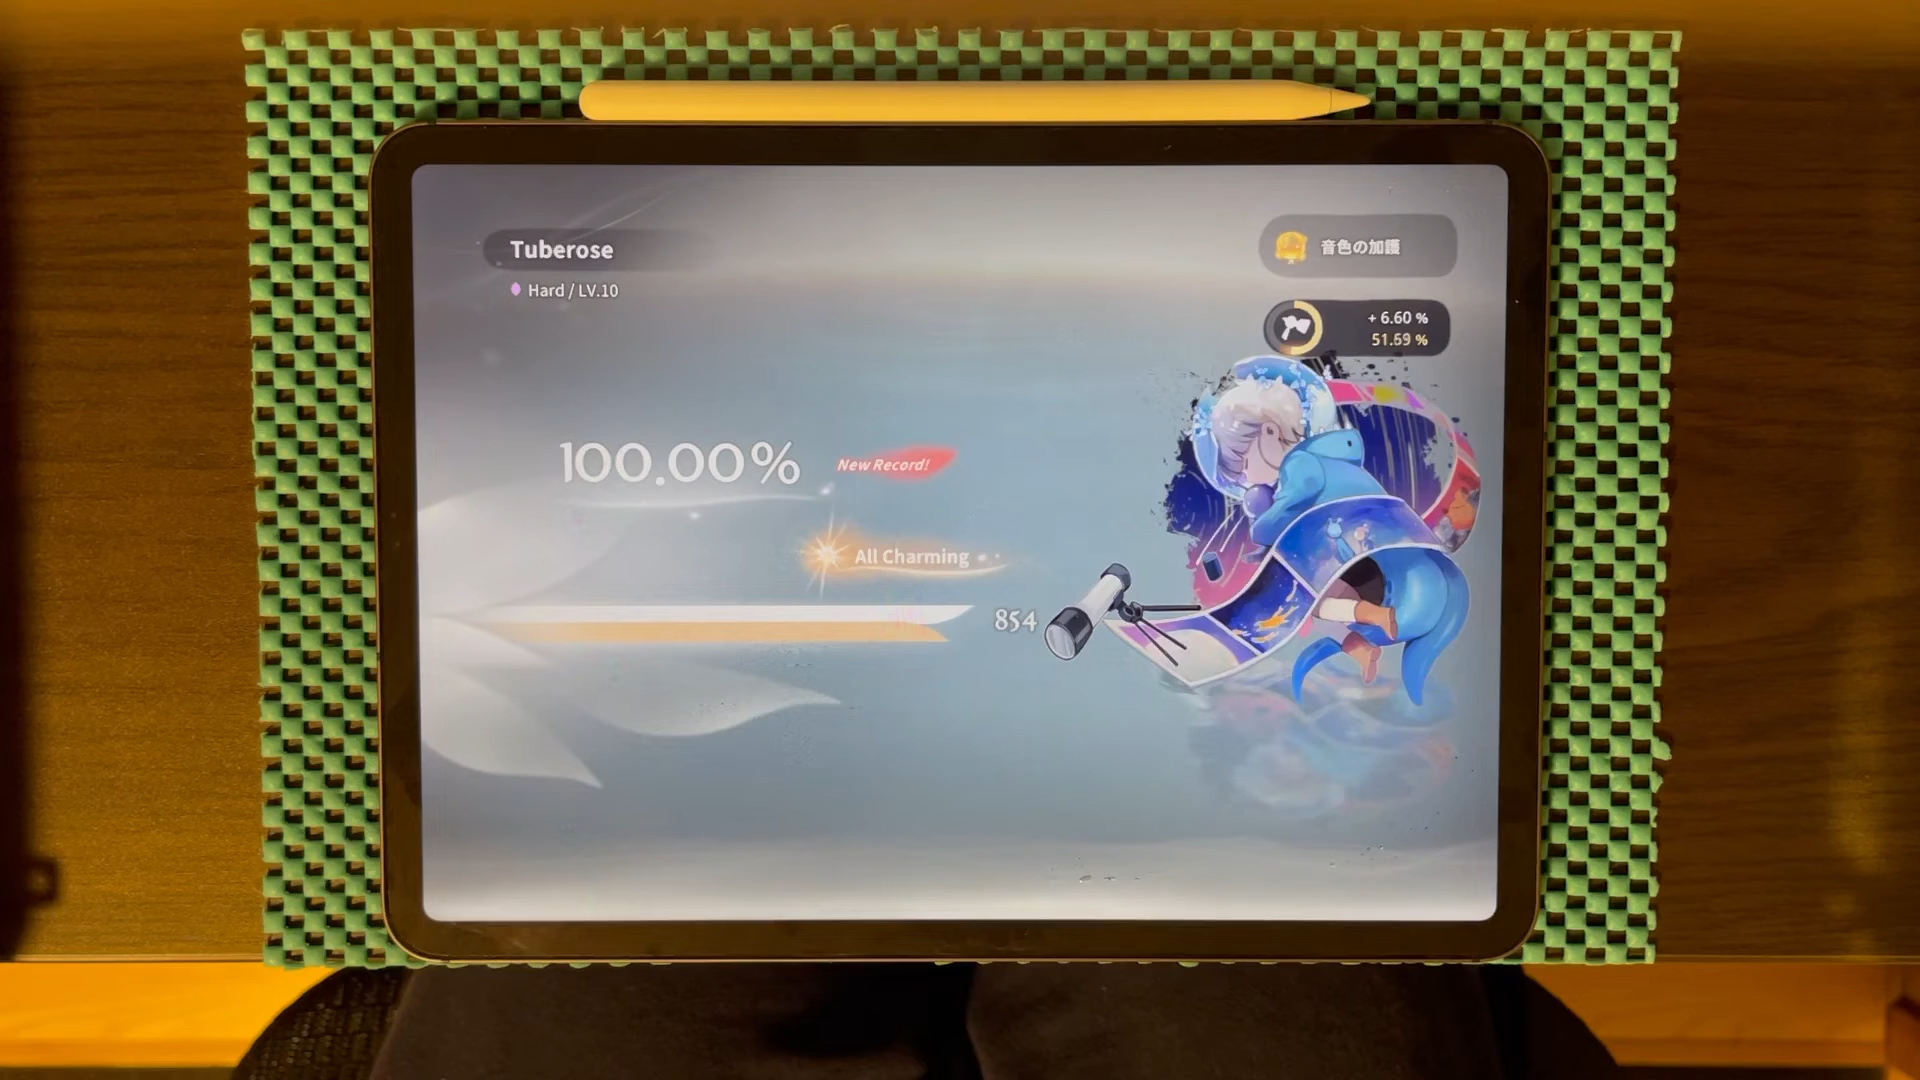 Tuberose
Hard / LV.10
音色の加護
+ 6.60 %
51.69 %
100.00%
New Record!
All Charming
854